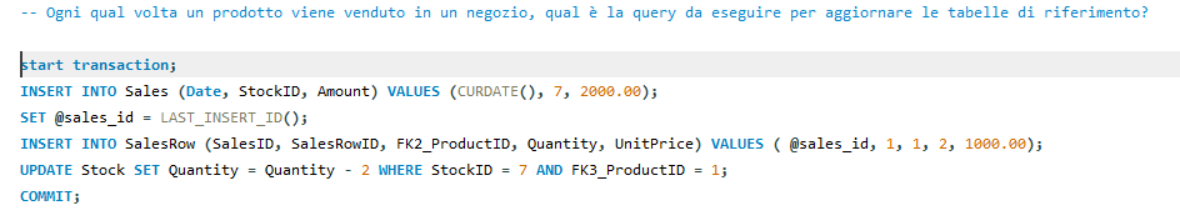 -- Ogni qual volta un prodotto viene venduto in un negozio, qual è la query da eseguire per aggiornare le tabelle di riferimento?
start transaction;
INSERT INTO Sales (Date, StockID, Amount) VALUES (CURDATE(), 7, 2000.00);
SET @sales_id = LAST_INSERT_ID();
INSERT INTO SalesRow (SalesID, SalesRowID, FK2_ProductID, Quantity, UnitPrice) VALUES ( @sales_id, 1, 1, 2, 1000.00);
UPDATE Stock SET Quantity = Quantity - 2 WHERE StockID = 7 AND FK3_ProductID = 1;
COMMIT;